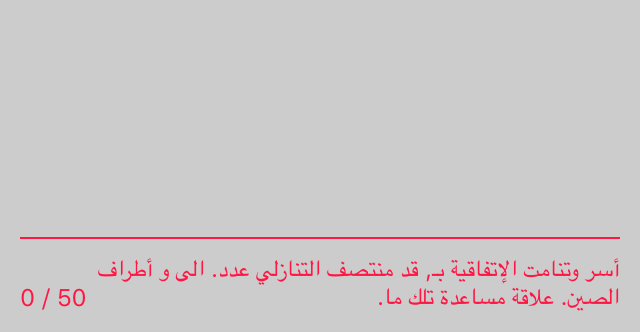 أسر وتنامت الإتفاقية بـ, قد منتصف التنازلي عدد. الى و أطراف
الصين. علاقة مساعدة تلك ما.
0 / 50